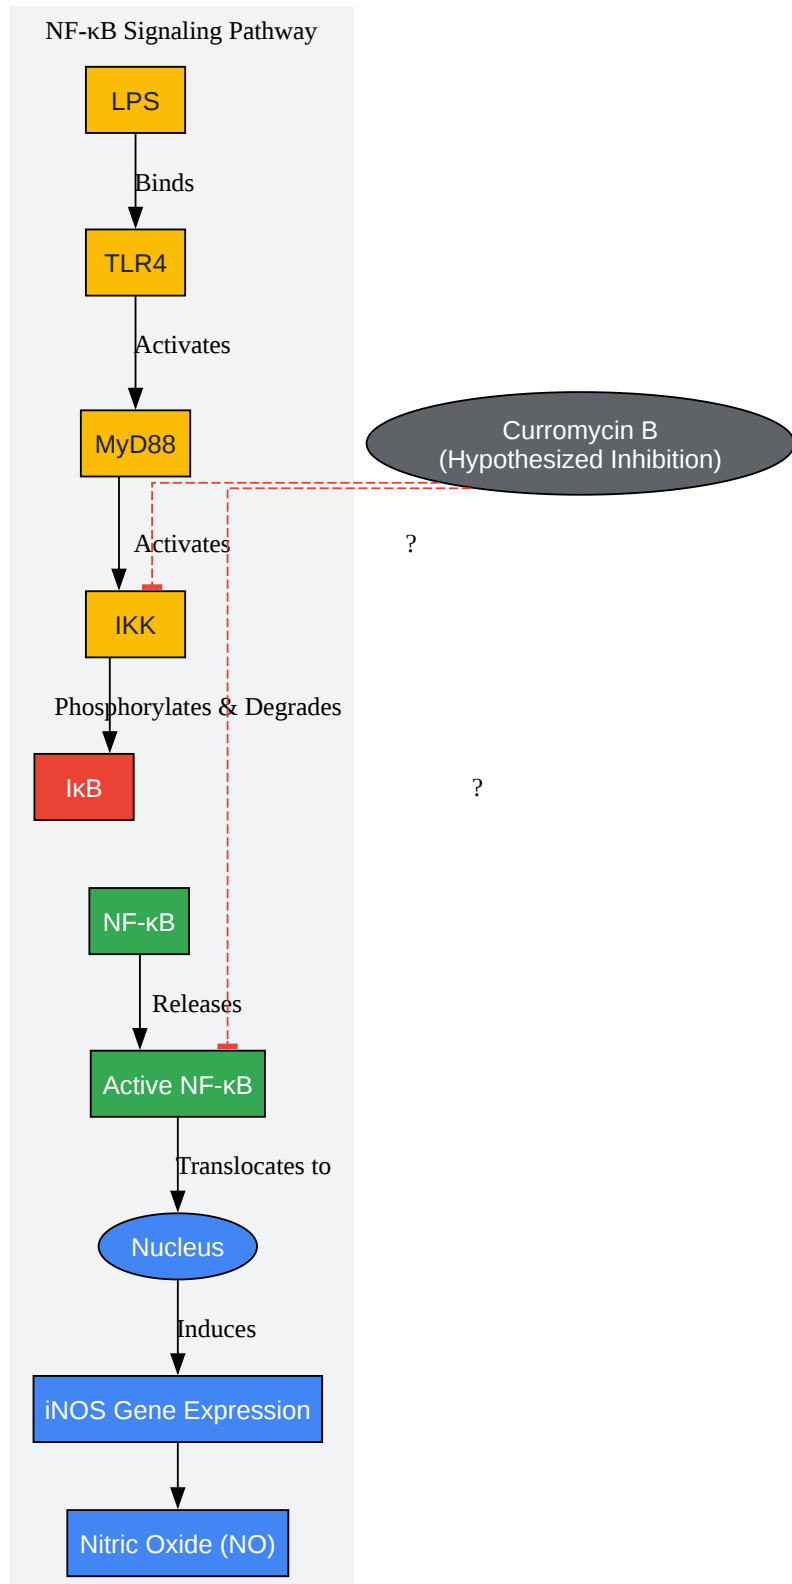 NF-κB Signaling Pathway
LPS
Binds
TLR4
Activates
MyD88
Curromycin B
(Hypothesized Inhibition)
Activates
?
IKK
Phosphorylates & Degrades
IκB
?
NF-κB
Releases
Active NF-κB
Translocates to
Nucleus
Induces
iNOS Gene Expression
Nitric Oxide (NO)